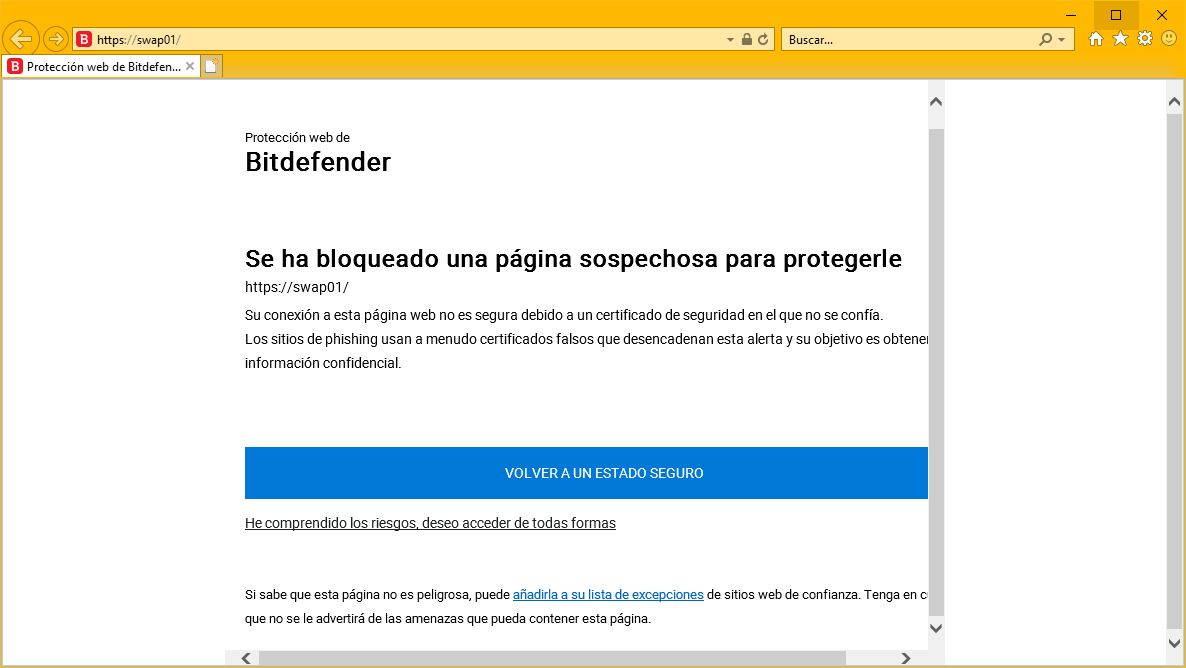 https://swap01/
Buscar...
Protección web de Bitdefen...
Protección web de
Bitdefender
Se ha bloqueado una página sospechosa para protegerle
https://swap01/
Su conexión a esta página web no es segura debido a un certificado de seguridad en el que no se confía.
Los sitios de phishing usan a menudo certificados falsos que desencadenan esta alerta y su objetivo es obtener
información confidencial.
VOLVER A UN ESTADO SEGURO
He comprendido los riesgos, deseo acceder de todas formas
Si sabe que esta página no es peligrosa, puede añadirla a su lista de excepciones de sitios web de confianza. Tenga en
que no se le advertirá de las amenazas que pueda contener esta página.